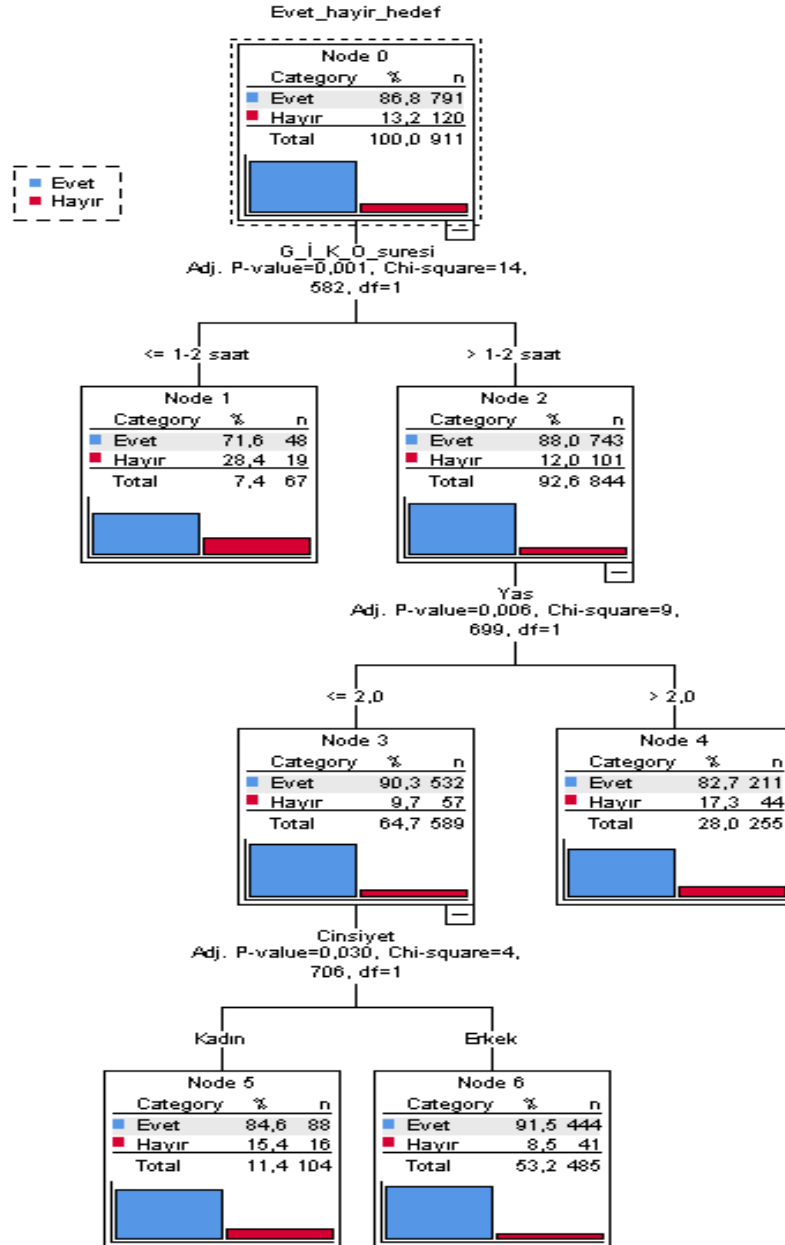 Evet_hayir_hedef
Node 0
Category % n
Evet 86,8 791
Hayır 13,2 120
Total 100,0 911
Evet
Hayır
G_İ_K_O_suresi
Adj. P-value=0,001, Chi-square=14,
582, df=1
<= 1-2 saat
> 1-2 saat
Node 1
Category % n
Evet 71,6 48
Hayır 28,4 19
Total 7,4 67
Node 2
Category % n
Evet 88,0 743
Hayır 12,0 101
Total 92,6 844
Yas
Adj. P-value=0,006, Chi-square=9,
699, df=1
<= 2,0
> 2,0
Node 3
Category % n
Evet 90,3 532
Hayır 9,7 57
Total 64,7 589
Node 4
Category % n
Evet 82,7 211
Hayır 17,3 44
Total 28,0 255
Cinsiyet
Adj. P-value=0,030, Chi-square=4,
706, df=1
Kadın
Erkek
Node 5
Category % n
Evet 84,6 88
Hayır 15,4 16
Total 11,4 104
Node 6
Category % n
Evet 91,5 444
Hayır 8,5 41
Total 53,2 485